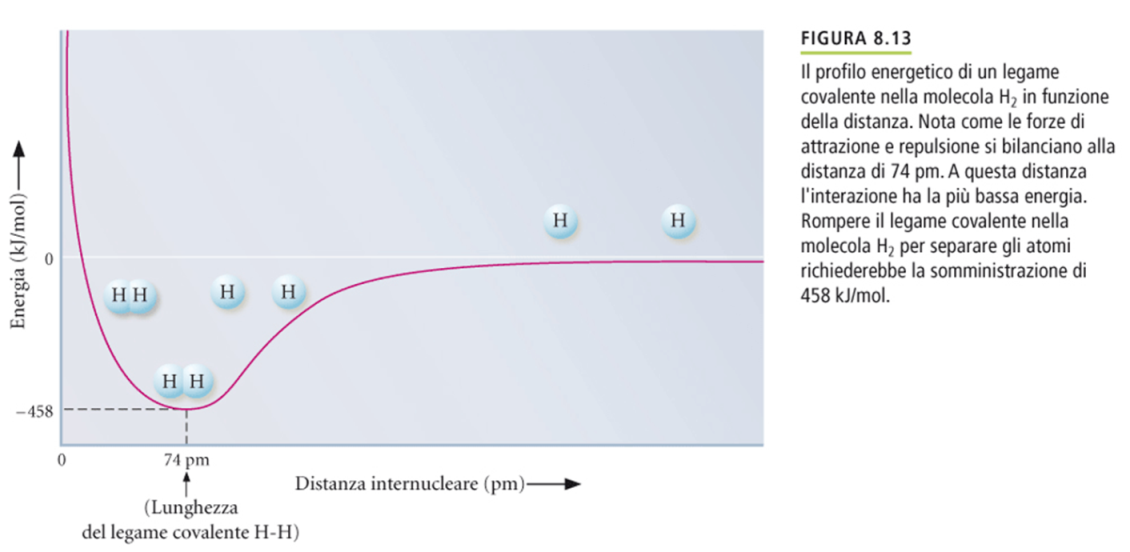 Energia (kJ/mol)
0
H H
H
H
H
H
H H
−458
0
74 pm
Distanza internucleare (pm)
(Lunghezza
del legame covalente H-H)
FIGURA 8.13
Il profilo energetico di un legame
covalente nella molecola H₂ in funzione
della distanza. Nota come le forze di
attrazione e repulsione si bilanciano alla
distanza di 74 pm. A questa distanza
l'interazione ha la più bassa energia.
Rompere il legame covalente nella
molecola H₂ per separare gli atomi
richiederebbe la somministrazione di
458 kJ/mol.